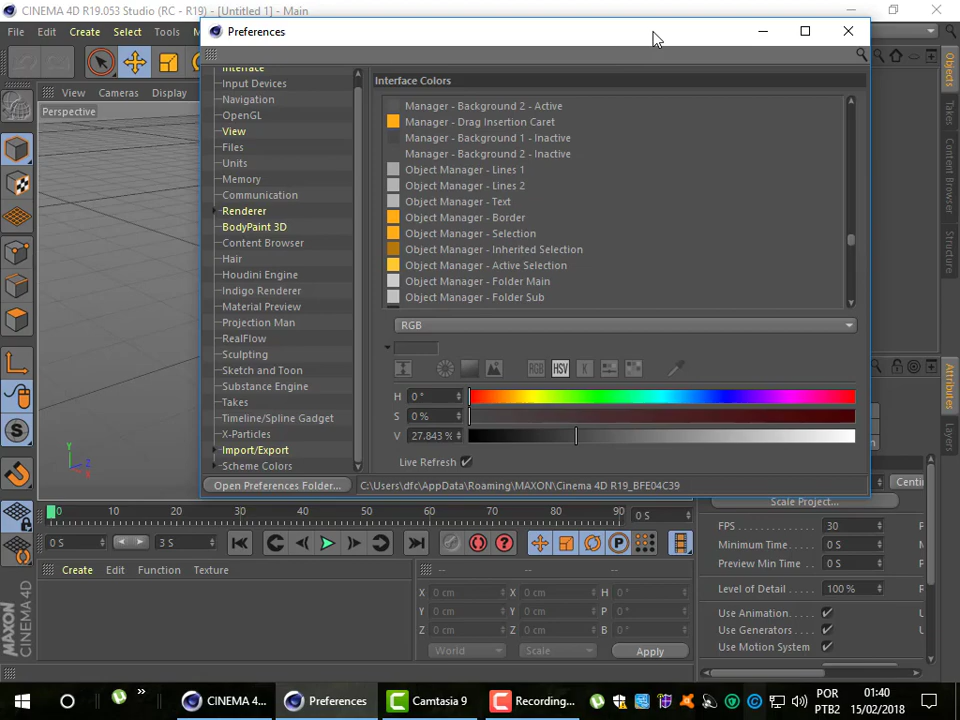 CINEMA 4D R19.053 Studio (RC - R19) - [Untitled 1] - Main
File Edit Create Select Tools
Preferences
View Cameras Display
Perspective
Interface
Input Devices
Navigation
OpenGL
View
Files
Units
Memory
Communication
Renderer
BodyPaint 3D
Content Browser
Hair
Houdini Engine
Indigo Renderer
Material Preview
Projection Man
RealFlow
Sculpting
Sketch and Toon
Substance Engine
Takes
Timeline/Spline Gadget
X-Particles
Import/Export
Scheme Colors
Interface Colors
Manager - Background 2 - Active
Manager - Drag Insertion Caret
Manager - Background 1 - Inactive
Manager - Background 2 - Inactive
Object Manager - Lines 1
Object Manager - Lines 2
Object Manager - Text
Object Manager - Border
Object Manager - Selection
Object Manager - Inherited Selection
Object Manager - Active Selection
Object Manager - Folder Main
Object Manager - Folder Sub
RGB
RGB HSV K
H 0 °
S 0 %
V 27.843 %
Live Refresh
Open Preferences Folder... C:\Users\dfc\AppData\Roaming\MAXON\Cinema 4D R19_BFE04C39
Objects
Takes
Content Browser
Structure
Attributes
Layers
Y
Z
X
Scale Project...
FPS 30
Minimum Time 0 S
Preview Min Time 0 S
Level of Detail 100 %
Use Animation
Use Generators
Use Motion System
0 10 20 30 40 50 60 70 80 90 0 S
0 S 3 S
Create Edit Function Texture
-- -- --
X 0 cm X 0 cm H 0 °
Y 0 cm Y 0 cm P 0 °
Z 0 cm Z 0 cm B 0 °
World Scale Apply
MAXON
CINEMA 4D
CINEMA 4... Preferences Camtasia 9 Recording...
POR
PTB2
01:40
15/02/2018